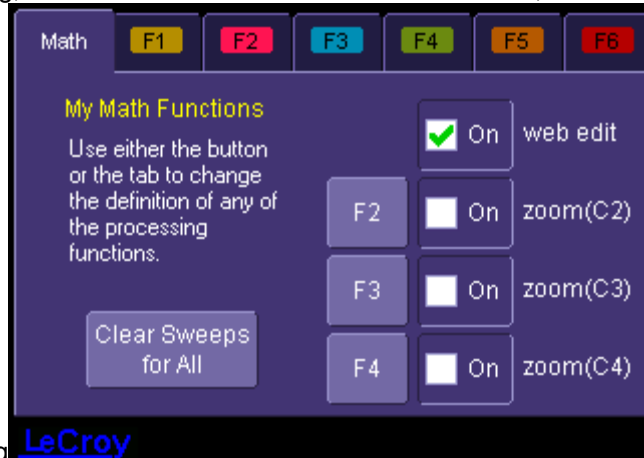 Math F1 F2 F3 F4 F5 F6
My Math Functions
Use either the button
or the tab to change
the definition of any of
the processing
functions.
Clear Sweeps
for All
On web edit
F2 On zoom(C2)
F3 On zoom(C3)
F4 On zoom(C4)
LeCroy